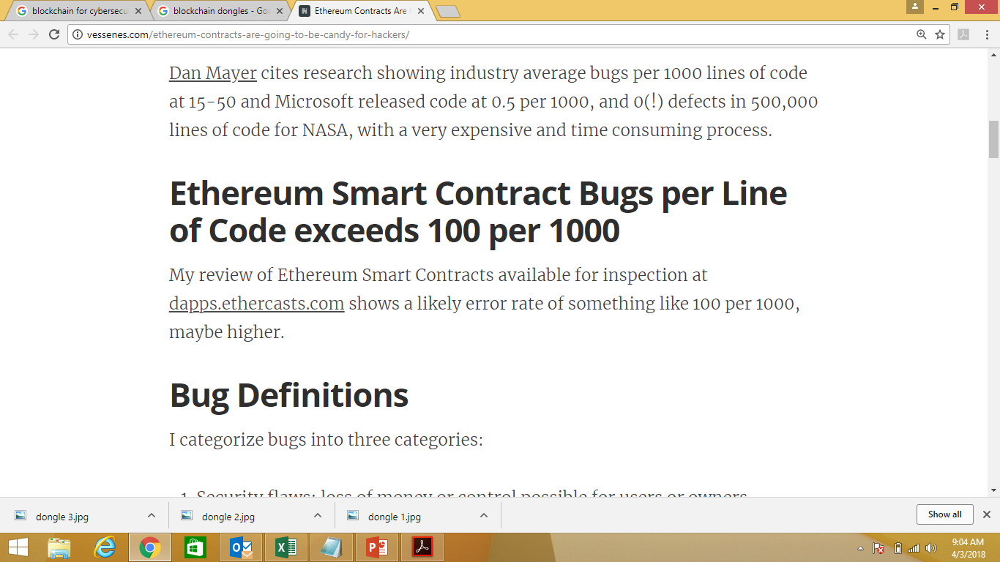 blockchain for cybersecu
blockchain dongles - Goo
Ethereum Contracts Are
vessenes.com/ethereum-contracts-are-going-to-be-candy-for-hackers/
Dan Mayer cites research showing industry average bugs per 1000 lines of code
at 15-50 and Microsoft released code at 0.5 per 1000, and 0(!) defects in 500,000
lines of code for NASA, with a very expensive and time consuming process.
Ethereum Smart Contract Bugs per Line
of Code exceeds 100 per 1000
My review of Ethereum Smart Contracts available for inspection at
dapps.ethercasts.com shows a likely error rate of something like 100 per 1000,
maybe higher.
Bug Definitions
I categorize bugs into three categories:
1. Security flaws: loss of money or control possible for users or owners
dongle 3.jpg
dongle 2.jpg
dongle 1.jpg
Show all
9:04 AM
4/3/2018